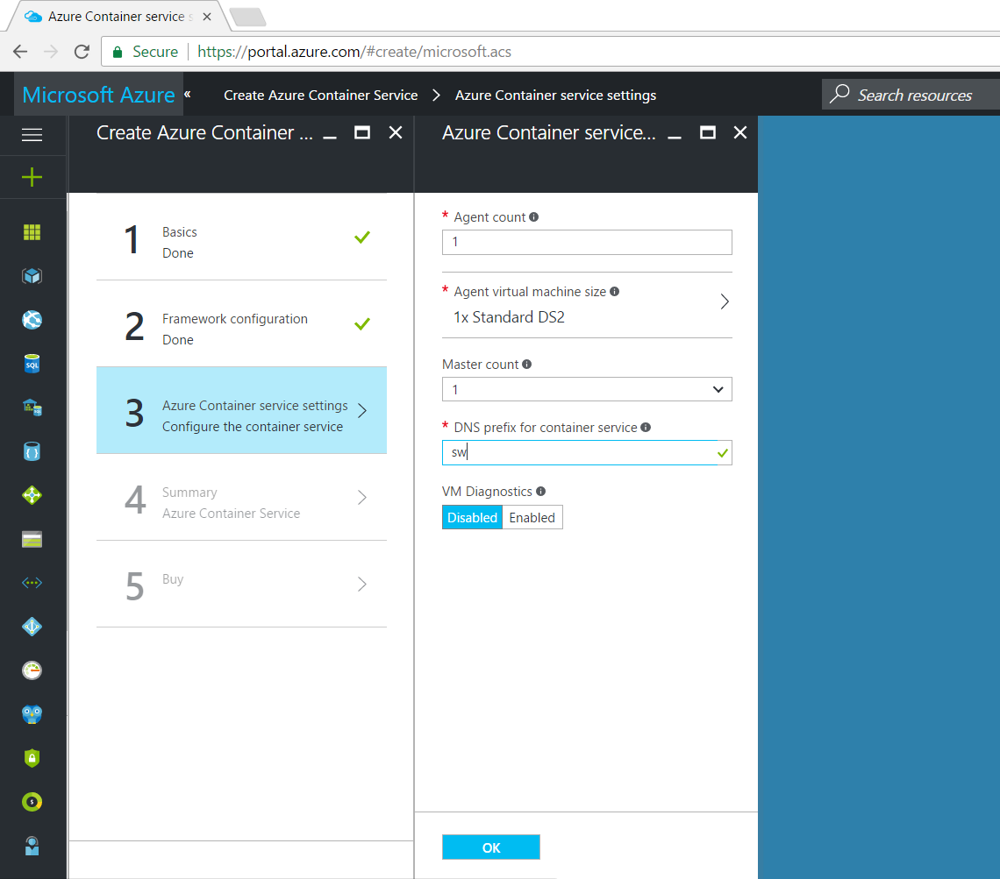 Azure Container service s
Secure https://portal.azure.com/#create/microsoft.acs
Microsoft Azure « Create Azure Container Service > Azure Container service settings Search resources
Create Azure Container ...
1 Basics
Done
2 Framework configuration
Done
3 Azure Container service settings
Configure the container service
4 Summary
Azure Container Service
5 Buy
Azure Container service...
* Agent count
1
* Agent virtual machine size
1x Standard DS2
Master count
1
* DNS prefix for container service
sw
VM Diagnostics
Disabled Enabled
OK
SQL